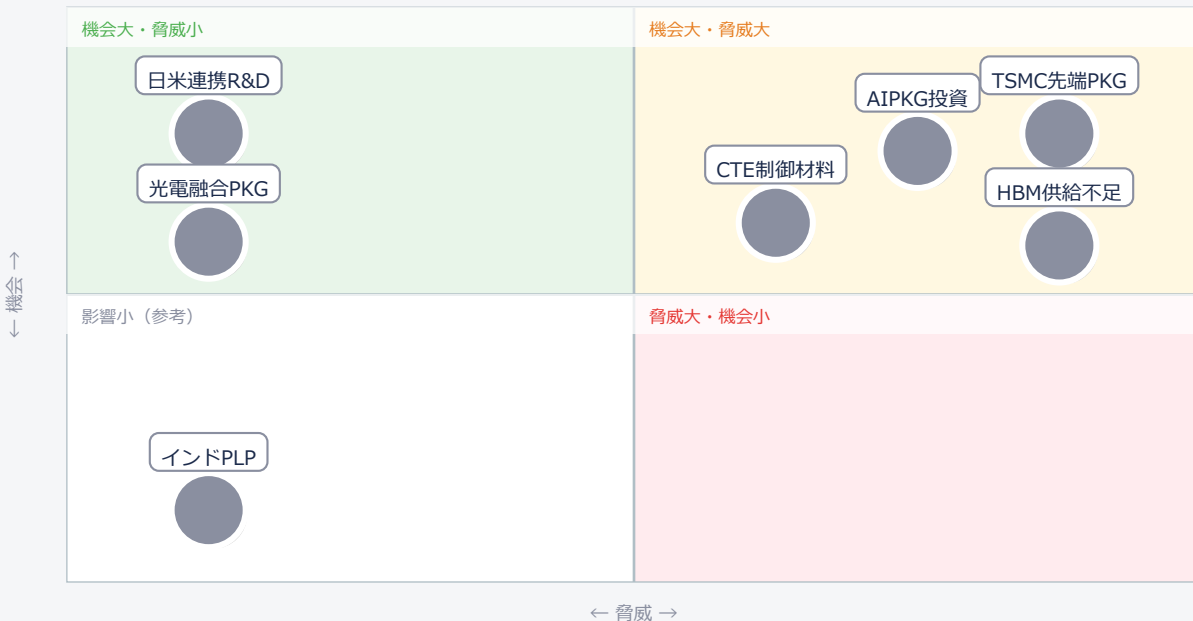 機会大・脅威小
機会大・脅威大
日米連携R&D
TSMC先端PKG
AIPKG投資
CTE制御材料
光電融合PKG
HBM供給不足
← 機会 →
影響小（参考）
脅威大・機会小
インドPLP
← 脅威 →